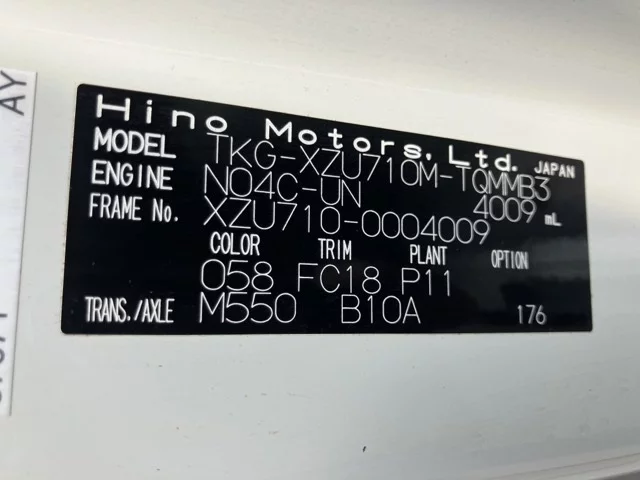 AY
Hino Motors, Ltd. JAPAN
MODEL TKG-XZU710M-TQMMB3
ENGINE N04C-UN 4009 mL
FRAME No. XZU710-0004009
COLOR TRIM PLANT OPTION
058 FC18 P11
TRANS./AXLE M550 B10A 176